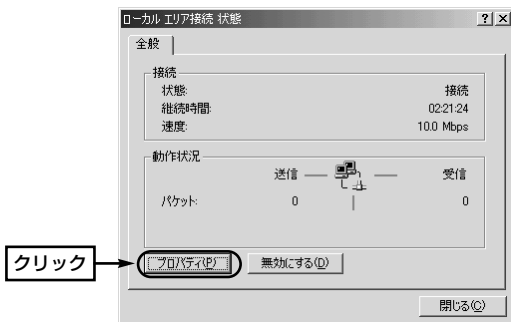 ローカル エリア接続 状態
全般
接続
状態: 接続
継続時間: 02:21:24
速度: 10.0 Mbps
動作状況
送信 受信
パケット: 0 0
クリック
プロパティ(P) 無効にする(D)
閉じる(C)